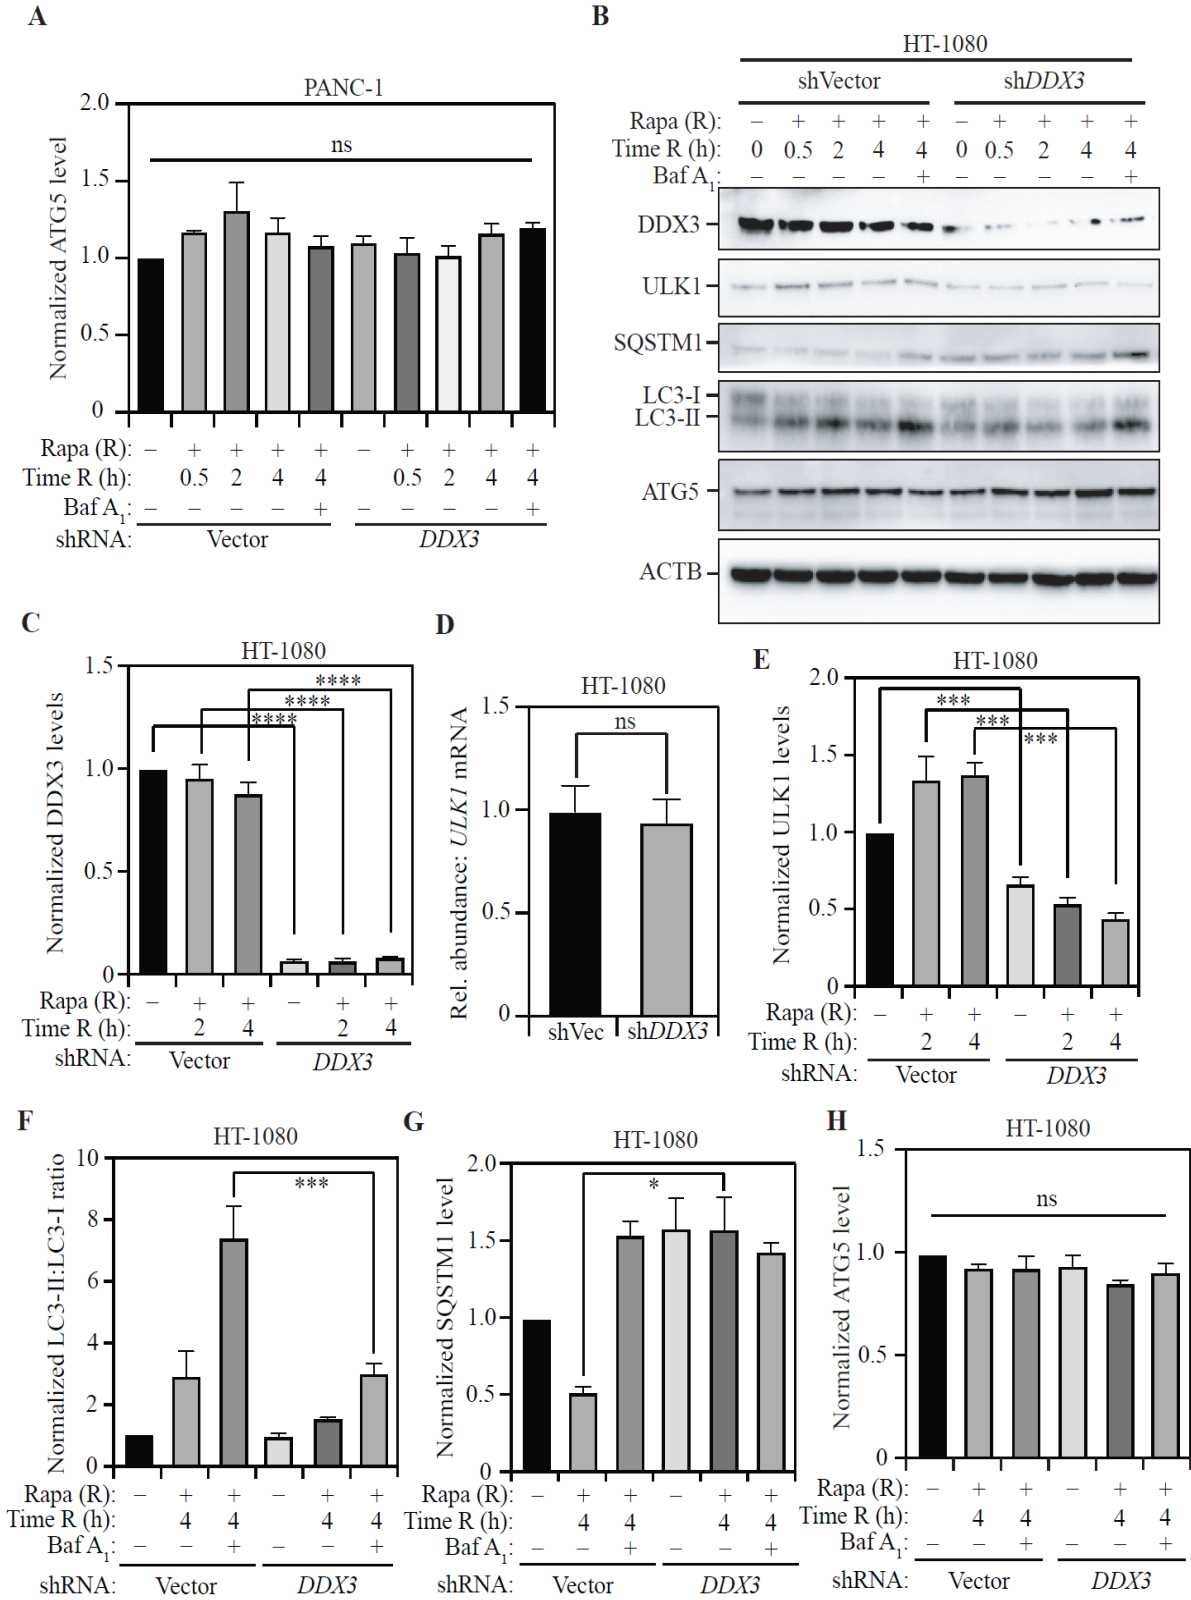 A
PANC-1
Normalized ATG5 level
2.0
1.5
1.0
0.5
0
ns
Rapa (R): – + + + + – + + + +
Time R (h): 0.5 2 4 4 0.5 2 4 4
Baf A1: – – – – + – – – – +
shRNA: Vector DDX3
B
HT-1080
shVector shDDX3
Rapa (R): – + + + + – + + + +
Time R (h): 0 0.5 2 4 4 0 0.5 2 4 4
Baf A1: – – – – + – – – – +
DDX3
ULK1
SQSTM1
LC3-I
LC3-II
ATG5
ACTB
C
HT-1080
Normalized DDX3 levels
1.5
1.0
0.5
0
****
****
****
Rapa (R): – + + – + +
Time R (h): 2 4 2 4
shRNA: Vector DDX3
D
HT-1080
Rel. abundance: ULK1 mRNA
1.5
1.0
0.5
0
ns
shVec shDDX3
E
HT-1080
Normalized ULK1 levels
2.0
1.5
1.0
0.5
0
***
***
***
Rapa (R): – + + – + +
Time R (h): 2 4 2 4
shRNA: Vector DDX3
F
HT-1080
Normalized LC3-II:LC3-I ratio
10
8
6
4
2
0
***
Rapa (R): – + + – + +
Time R (h): 4 4 4 4
Baf A1: – – + – – +
shRNA: Vector DDX3
G
HT-1080
Normalized SQSTM1 level
2.0
1.5
1.0
0.5
0
*
Rapa (R): – + + – + +
Time R (h): 4 4 4 4
Baf A1: – – + – – +
shRNA: Vector DDX3
H
HT-1080
Normalized ATG5 level
1.5
1.0
0.5
0
ns
Rapa (R): – + + – + +
Time R (h): 4 4 4 4
Baf A1: – – + – – +
shRNA: Vector DDX3